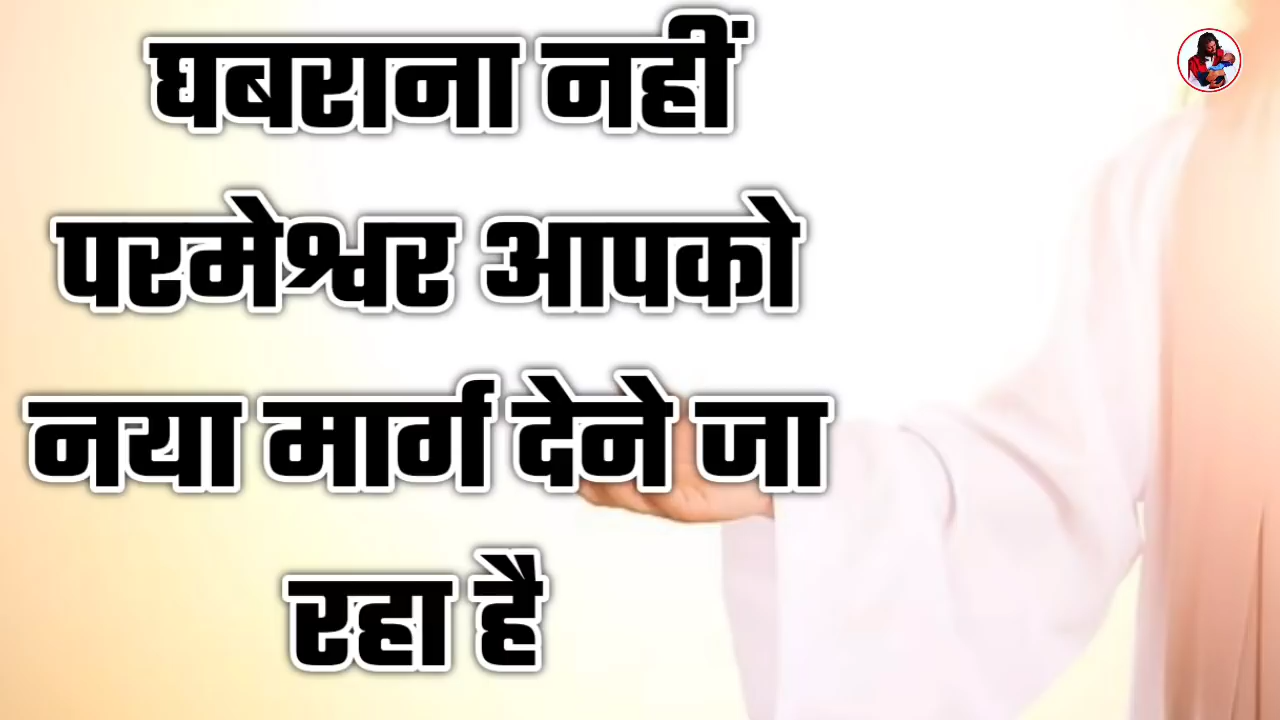 घबराना नहीं
परमेश्वर आपको
नया मार्ग देने जा
रहा है